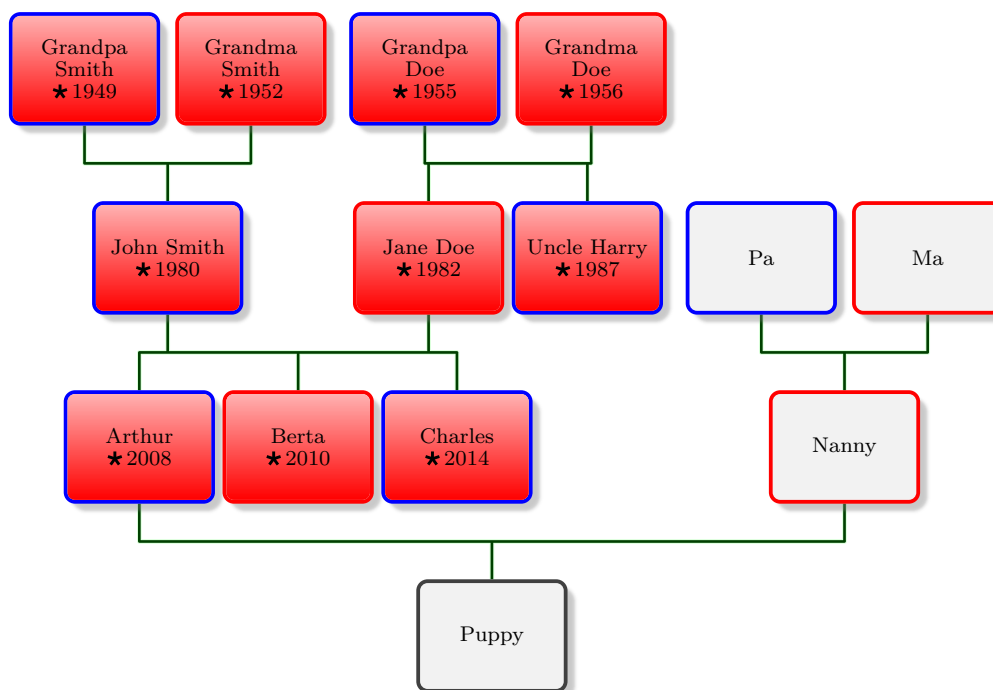 Grandpa
Smith
★1949
Grandma
Smith
★1952
Grandpa
Doe
★1955
Grandma
Doe
★1956
John Smith
★1980
Jane Doe
★1982
Uncle Harry
★1987
Pa
Ma
Arthur
★2008
Berta
★2010
Charles
★2014
Nanny
Puppy